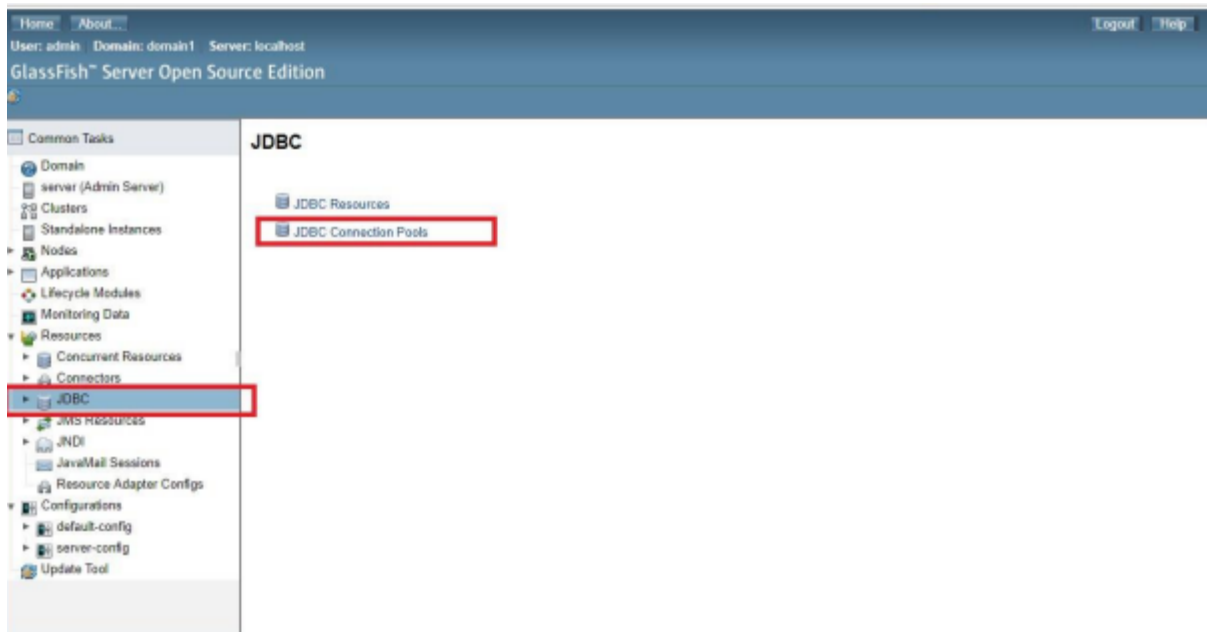 Home About...
Logout Help
User: admin Domain: domain1 Server: localhost
GlassFish™ Server Open Source Edition
Common Tasks
Domain
server (Admin Server)
Clusters
Standalone Instances
Nodes
Applications
Lifecycle Modules
Monitoring Data
Resources
Concurrent Resources
Connectors
JDBC
JMS Resources
JNDI
JavaMail Sessions
Resource Adapter Configs
Configurations
default-config
server-config
Update Tool
JDBC
JDBC Resources
JDBC Connection Pools